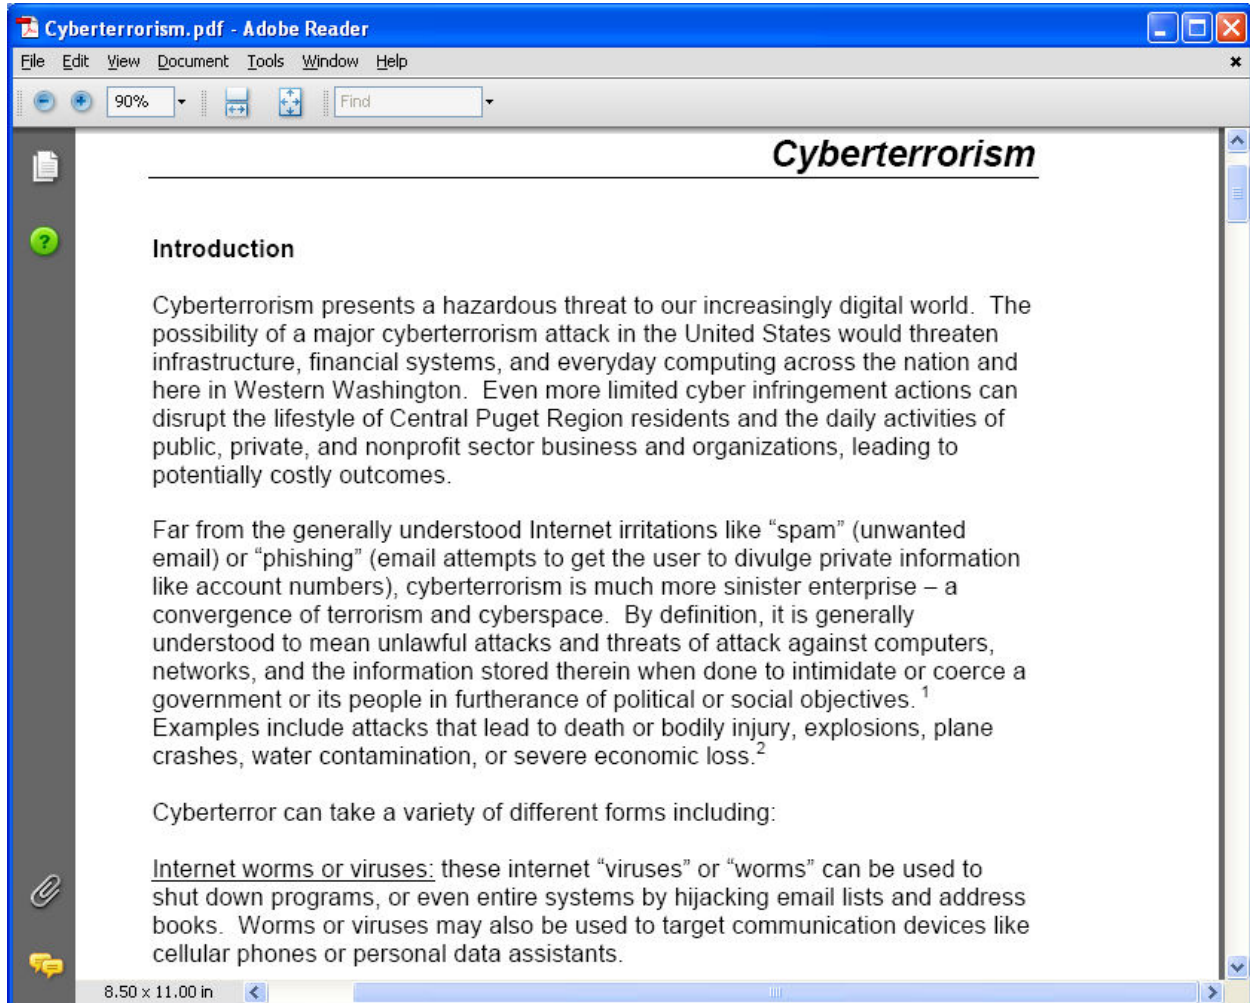 Cyberterrorism.pdf - Adobe Reader
File Edit View Document Tools Window Help
90%
Find
Cyberterrorism
Introduction
Cyberterrorism presents a hazardous threat to our increasingly digital world. The
possibility of a major cyberterrorism attack in the United States would threaten
infrastructure, financial systems, and everyday computing across the nation and
here in Western Washington. Even more limited cyber infringement actions can
disrupt the lifestyle of Central Puget Region residents and the daily activities of
public, private, and nonprofit sector business and organizations, leading to
potentially costly outcomes.
Far from the generally understood Internet irritations like “spam” (unwanted
email) or “phishing” (email attempts to get the user to divulge private information
like account numbers), cyberterrorism is much more sinister enterprise – a
convergence of terrorism and cyberspace. By definition, it is generally
understood to mean unlawful attacks and threats of attack against computers,
networks, and the information stored therein when done to intimidate or coerce a
government or its people in furtherance of political or social objectives. 1
Examples include attacks that lead to death or bodily injury, explosions, plane
crashes, water contamination, or severe economic loss.2
Cyberterror can take a variety of different forms including:
Internet worms or viruses: these internet “viruses” or “worms” can be used to
shut down programs, or even entire systems by hijacking email lists and address
books. Worms or viruses may also be used to target communication devices like
cellular phones or personal data assistants.
8.50 x 11.00 in